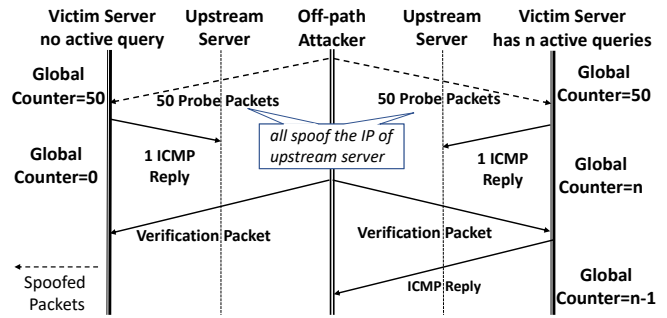 Victim Server
no active query
Upstream
Server
Off-path
Attacker
Upstream
Server
Victim Server
has n active queries
Global
Counter=50
50 Probe Packets
50 Probe Packets
Global
Counter=50
all spoof the IP of
upstream server
Global
Counter=0
1 ICMP
Reply
1 ICMP
Reply
Global
Counter=n
Verification Packet
Verification Packet
Spoofed
Packets
ICMP Reply
Global
Counter=n-1